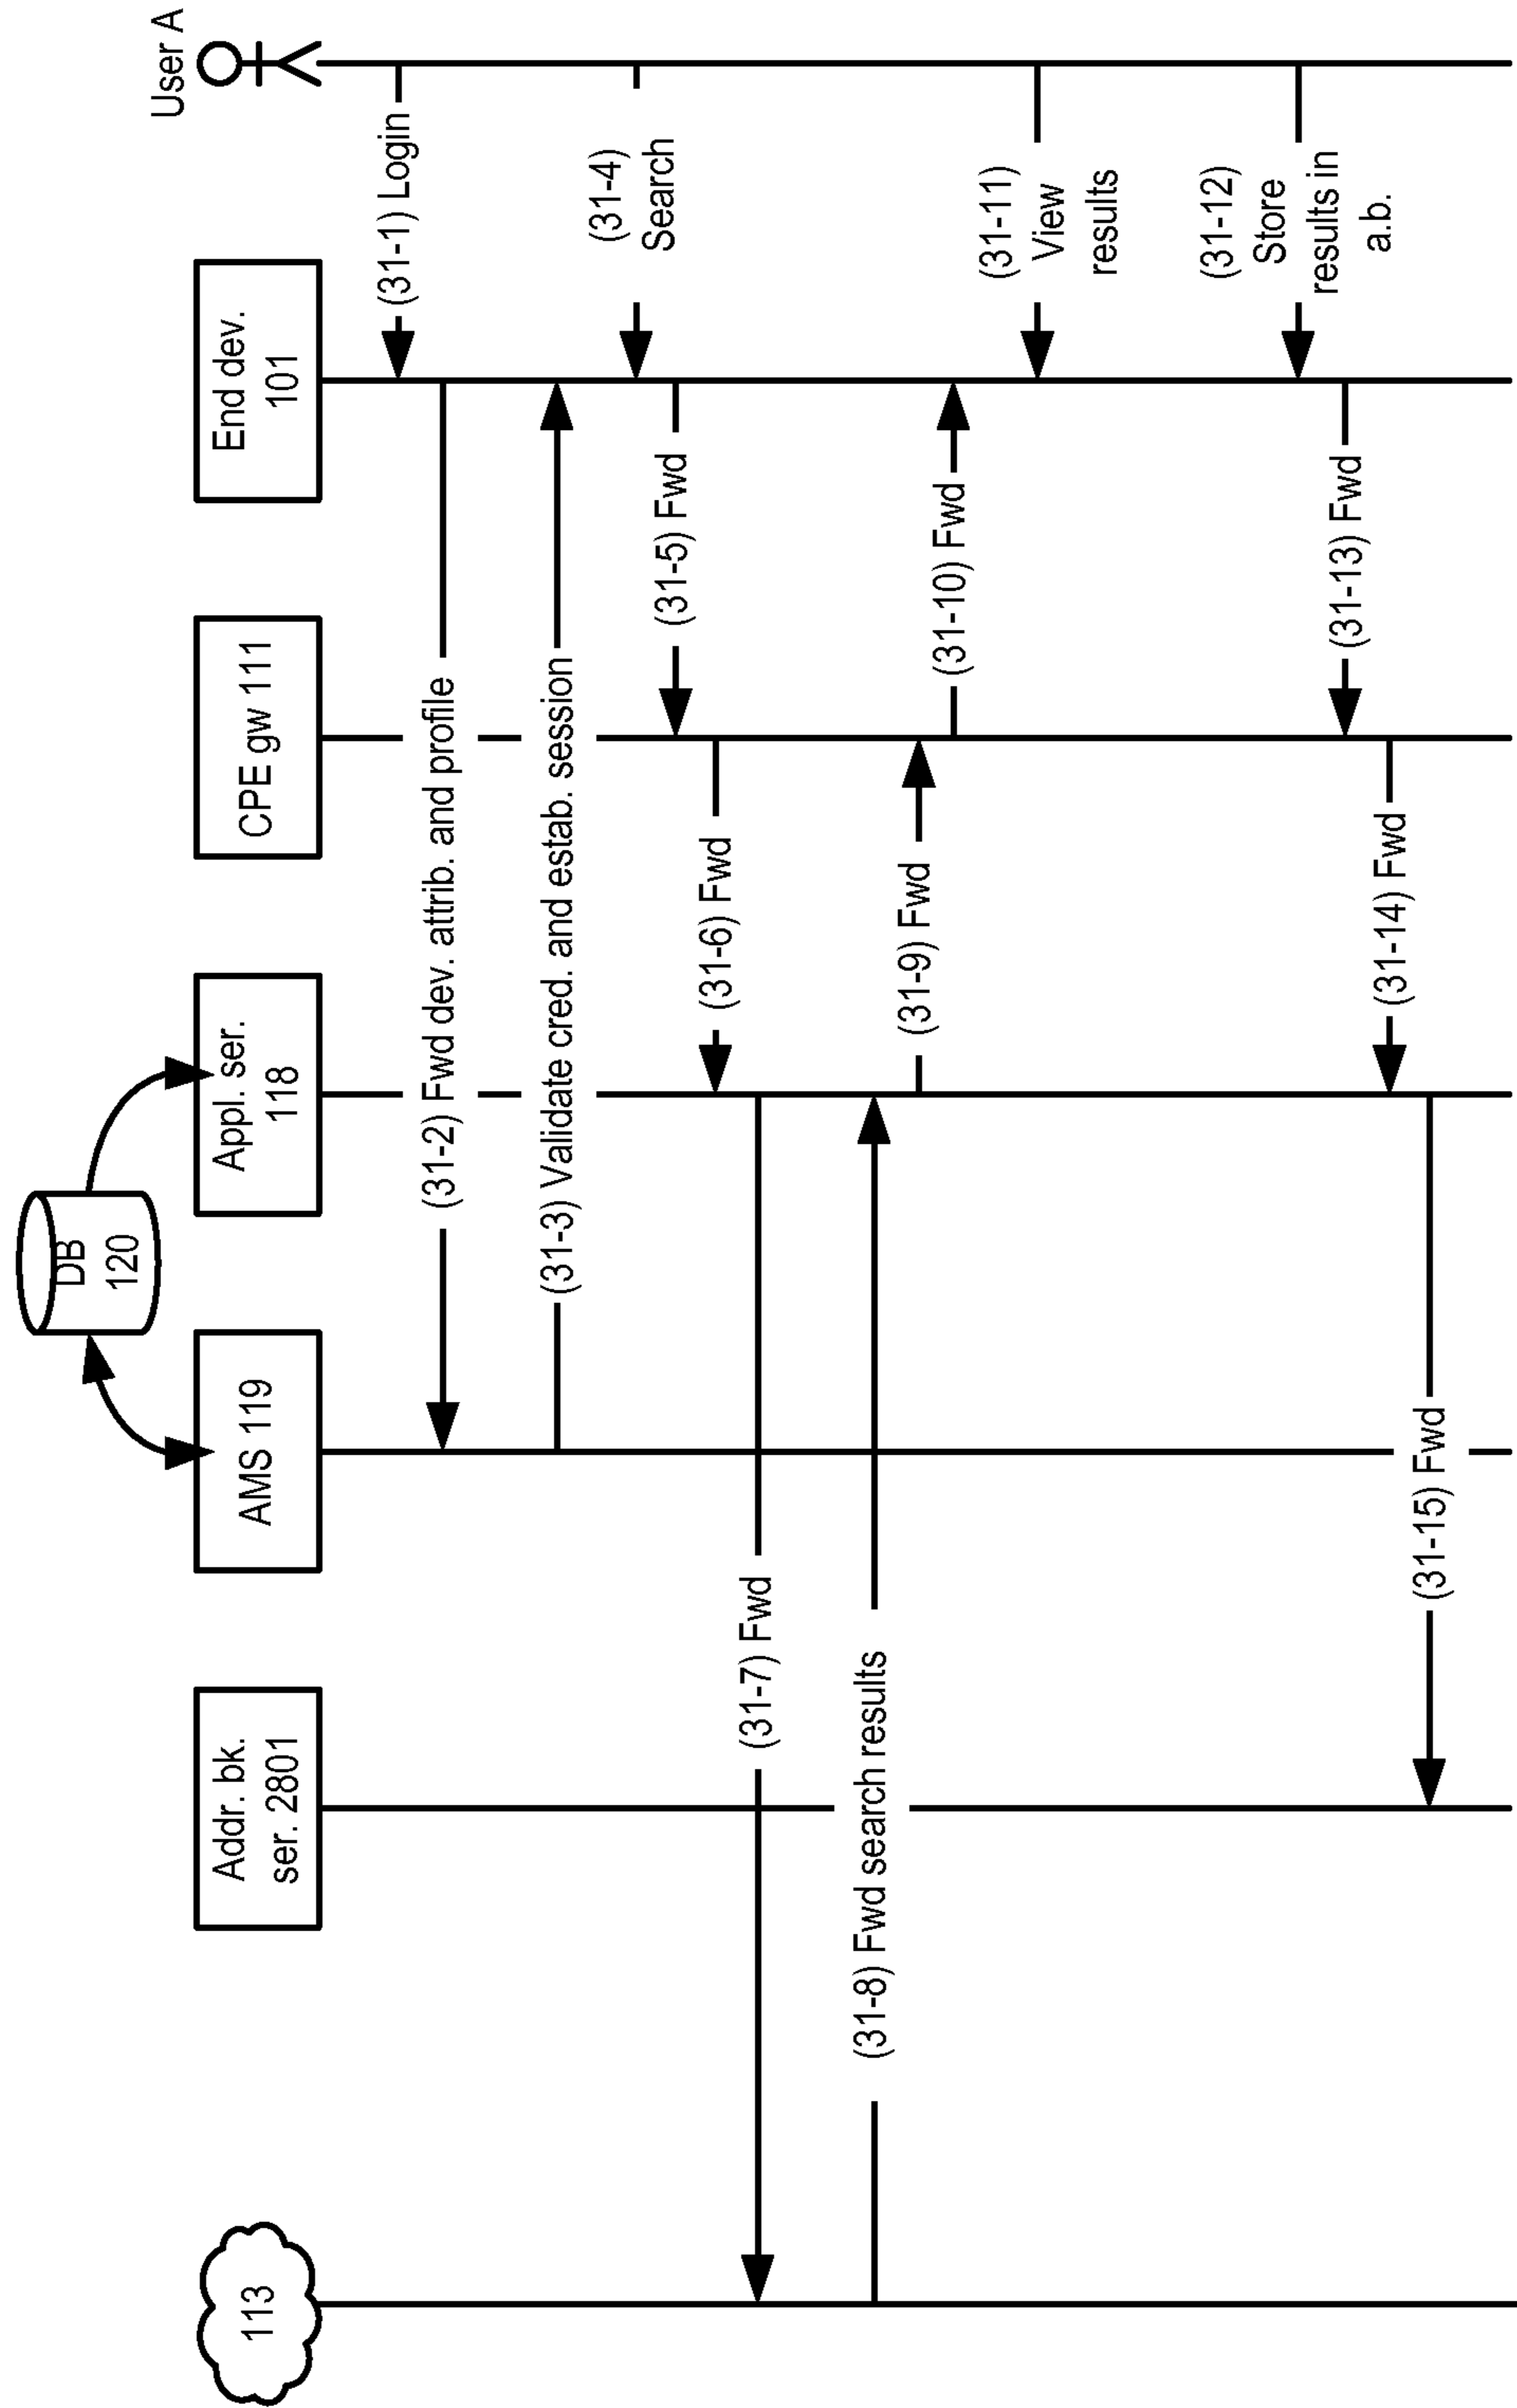 113
Addr. bk.
ser. 2801
AMS 119
DB
120
Appl. ser.
118
CPE gw 111
End dev.
101
User A
(31-1) Login
(31-2) Fwd dev. attrib. and profile
(31-3) Validate cred. and estab. session
(31-4)
Search
(31-5) Fwd
(31-6) Fwd
(31-7) Fwd
(31-8) Fwd search results
(31-9) Fwd
(31-10) Fwd
(31-11)
View
results
(31-12)
Store
results in
a.b.
(31-13) Fwd
(31-14) Fwd
(31-15) Fwd